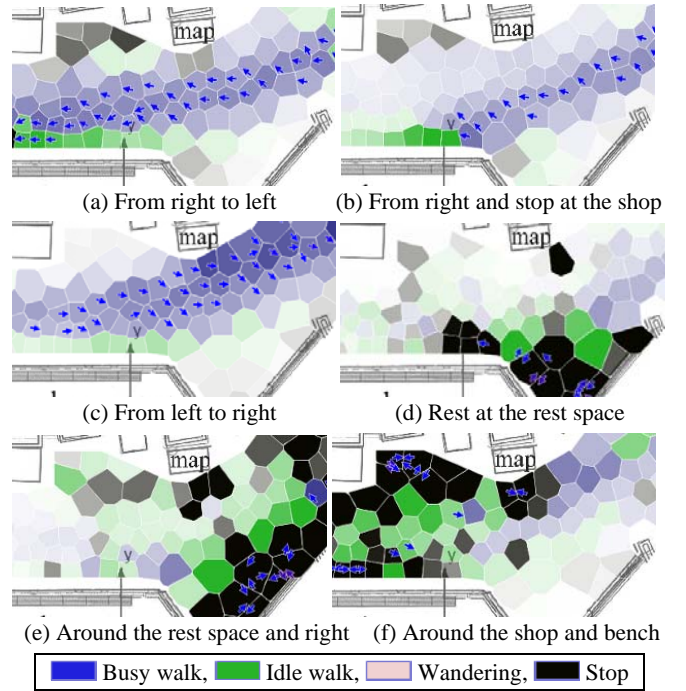 map
map
y
y
(a) From right to left
(b) From right and stop at the shop
map
y
map
(c) From left to right
(d) Rest at the rest space
map
map
y
y
(e) Around the rest space and right
(f) Around the shop and bench
Busy walk, Idle walk, Wandering, Stop